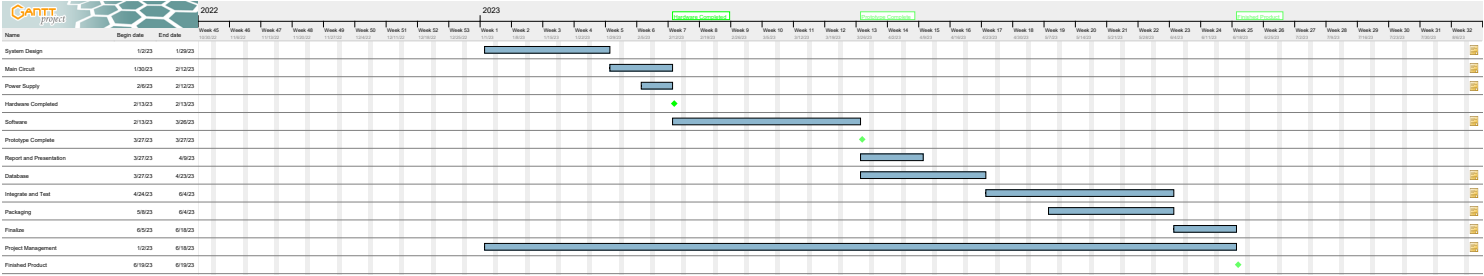 GANTT project
2022
2023
Hardware Completed
Prototype Complete
Finished Product
Name Begin date End date
Week 45 Week 46 Week 47 Week 48 Week 49 Week 50 Week 51 Week 52 Week 53 Week 1 Week 2 Week 3 Week 4 Week 5 Week 6 Week 7 Week 8 Week 9 Week 10 Week 11 Week 12 Week 13 Week 14 Week 15 Week 16 Week 17 Week 18 Week 19 Week 20 Week 21 Week 22 Week 23 Week 24 Week 25 Week 26 Week 27 Week 28 Week 29 Week 30 Week 31 Week 32
System Design 1/2/23 1/29/23
Main Circuit 1/30/23 2/12/23
Power Supply 2/6/23 2/12/23
Hardware Completed 2/13/23 2/13/23
Software 2/13/23 3/26/23
Prototype Complete 3/27/23 3/27/23
Report and Presentation 3/27/23 4/9/23
Database 3/27/23 4/23/23
Integrate and Test 4/24/23 6/4/23
Packaging 5/8/23 6/4/23
Finalize 6/5/23 6/18/23
Project Management 1/2/23 6/18/23
Finished Product 6/19/23 6/19/23